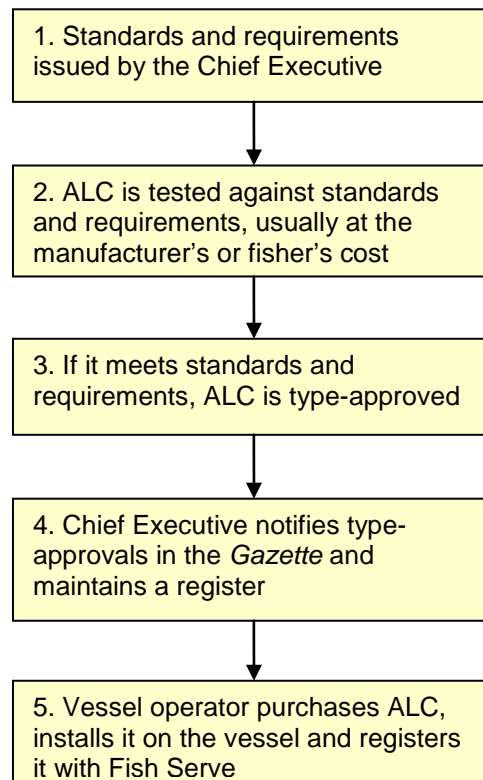 1. Standards and requirements
issued by the Chief Executive
2. ALC is tested against standards
and requirements, usually at the
manufacturer’s or fisher’s cost
3. If it meets standards and
requirements, ALC is type-approved
4. Chief Executive notifies type-
approvals in the Gazette and
maintains a register
5. Vessel operator purchases ALC,
installs it on the vessel and registers
it with Fish Serve